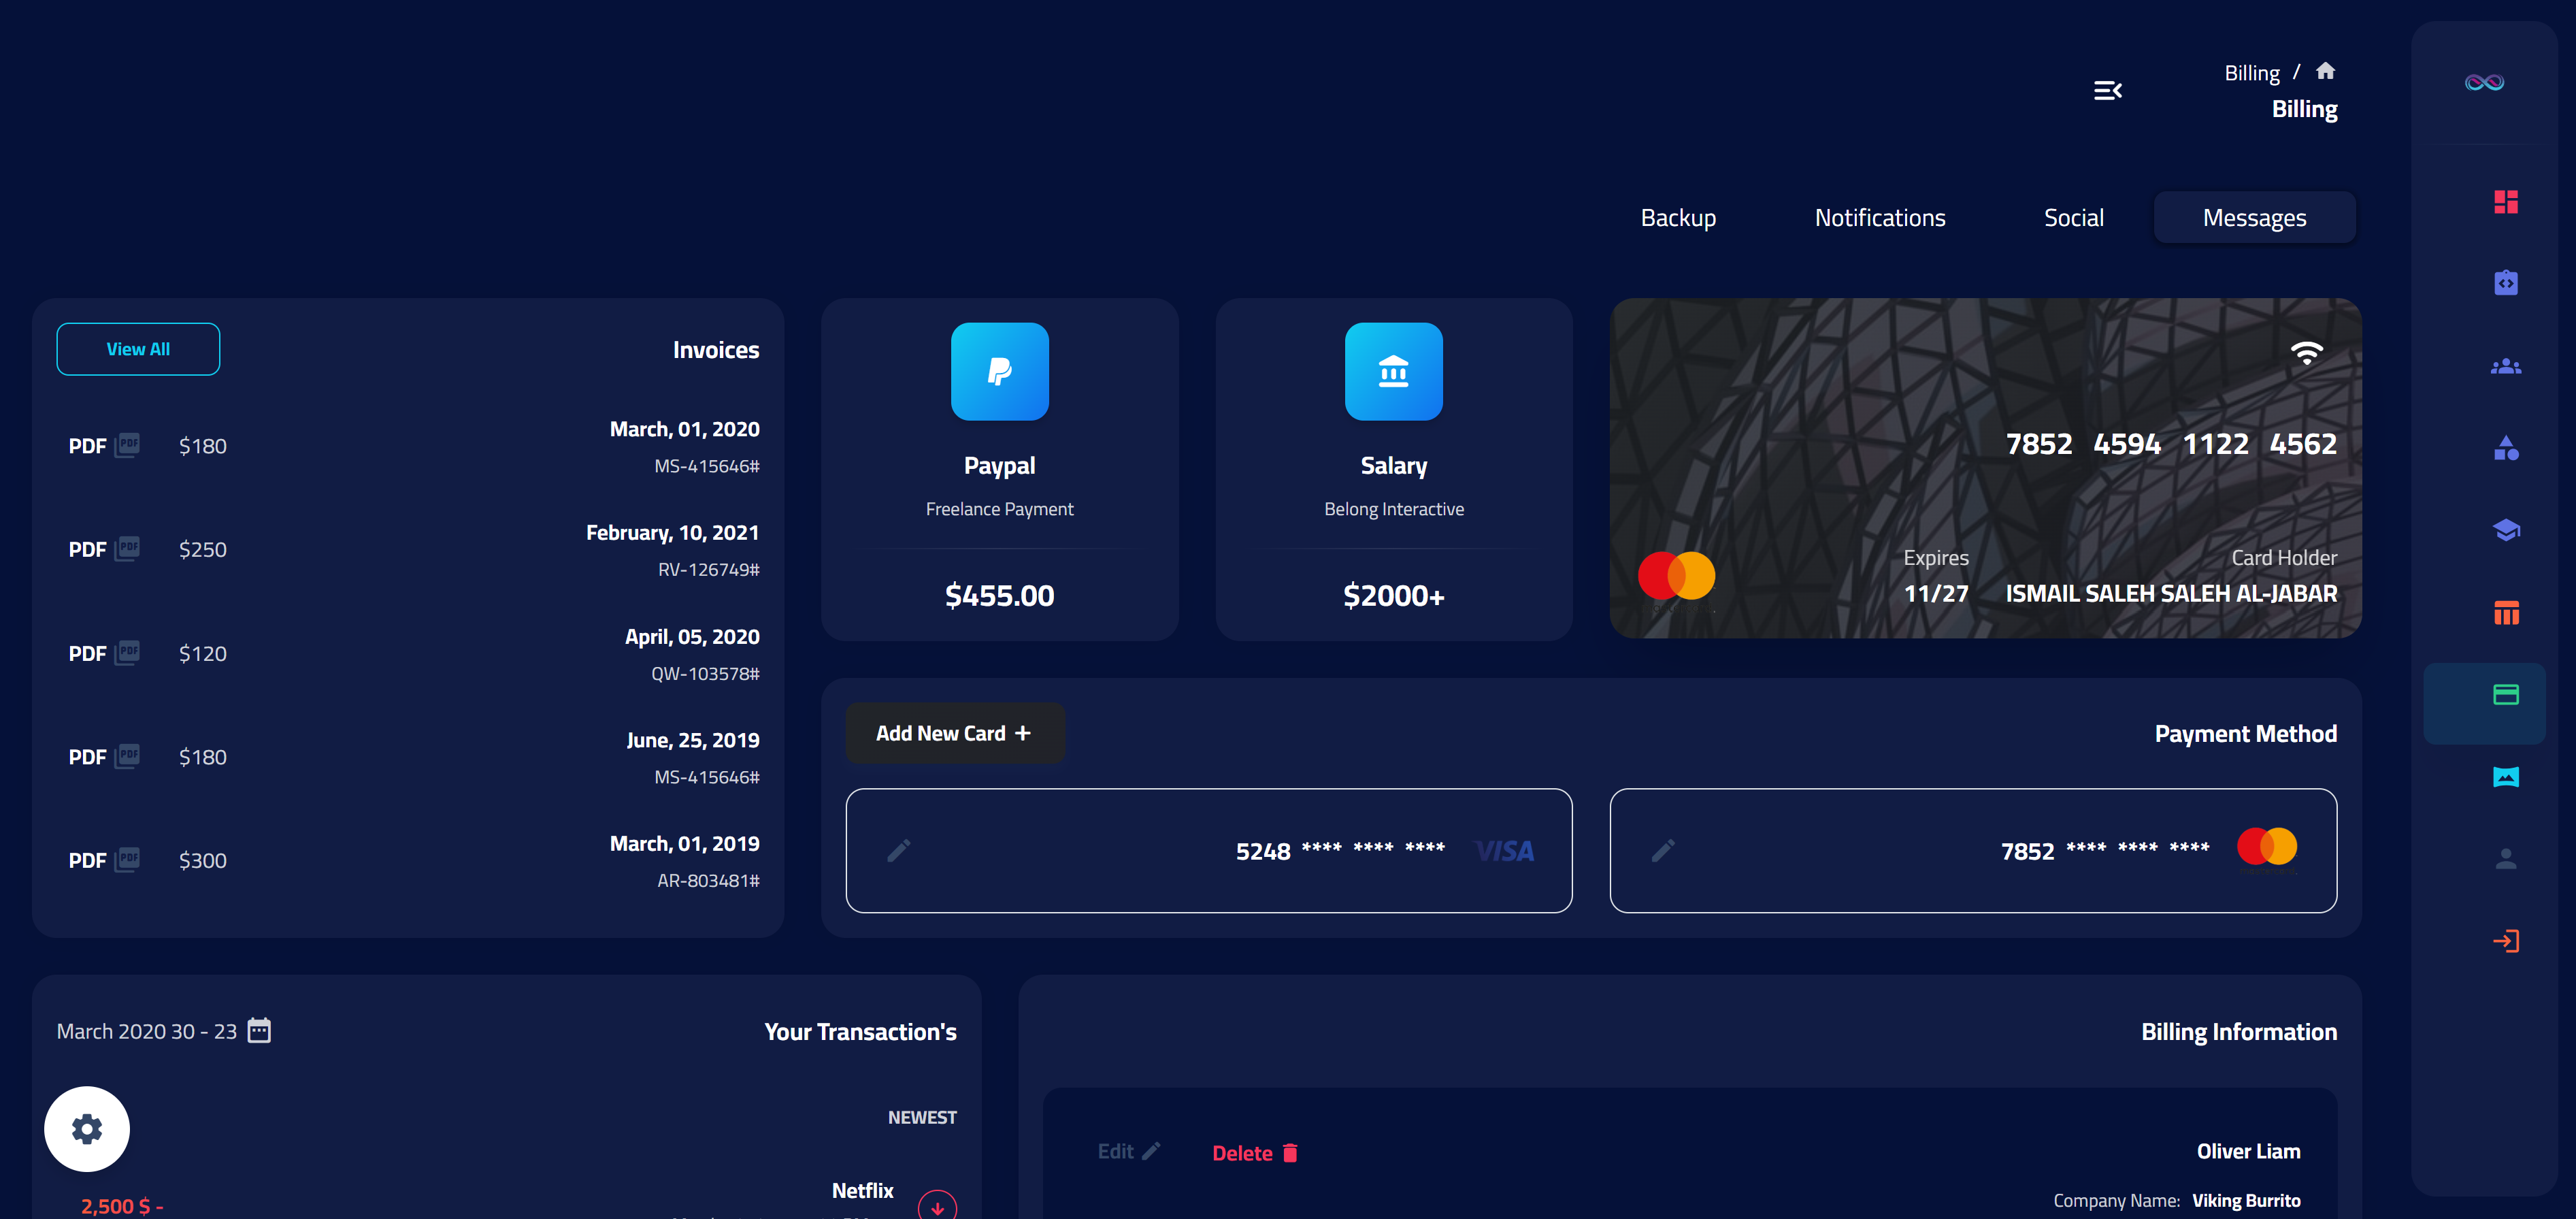 Billing /
Billing
Messages
Social
Notifications
Backup
7852 4594 1122 4562
Card Holder
ISMAIL SALEH SALEH AL-JABAR
Expires
11/27
Salary
Belong Interactive
$2000+
Paypal
Freelance Payment
$455.00
Invoices
View All
March, 01, 2020
MS-415646#
$180
PDF
February, 10, 2021
RV-126749#
$250
PDF
April, 05, 2020
QW-103578#
$120
PDF
June, 25, 2019
MS-415646#
$180
PDF
March, 01, 2019
AR-803481#
$300
PDF
Payment Method
Add New Card +
7852 **** **** ****
VISA
5248 **** **** ****
Billing Information
Oliver Liam
Delete
Edit
Company Name: Viking Burrito
Your Transaction's
March 2020 30 - 23
NEWEST
Netflix
2,500 $ -